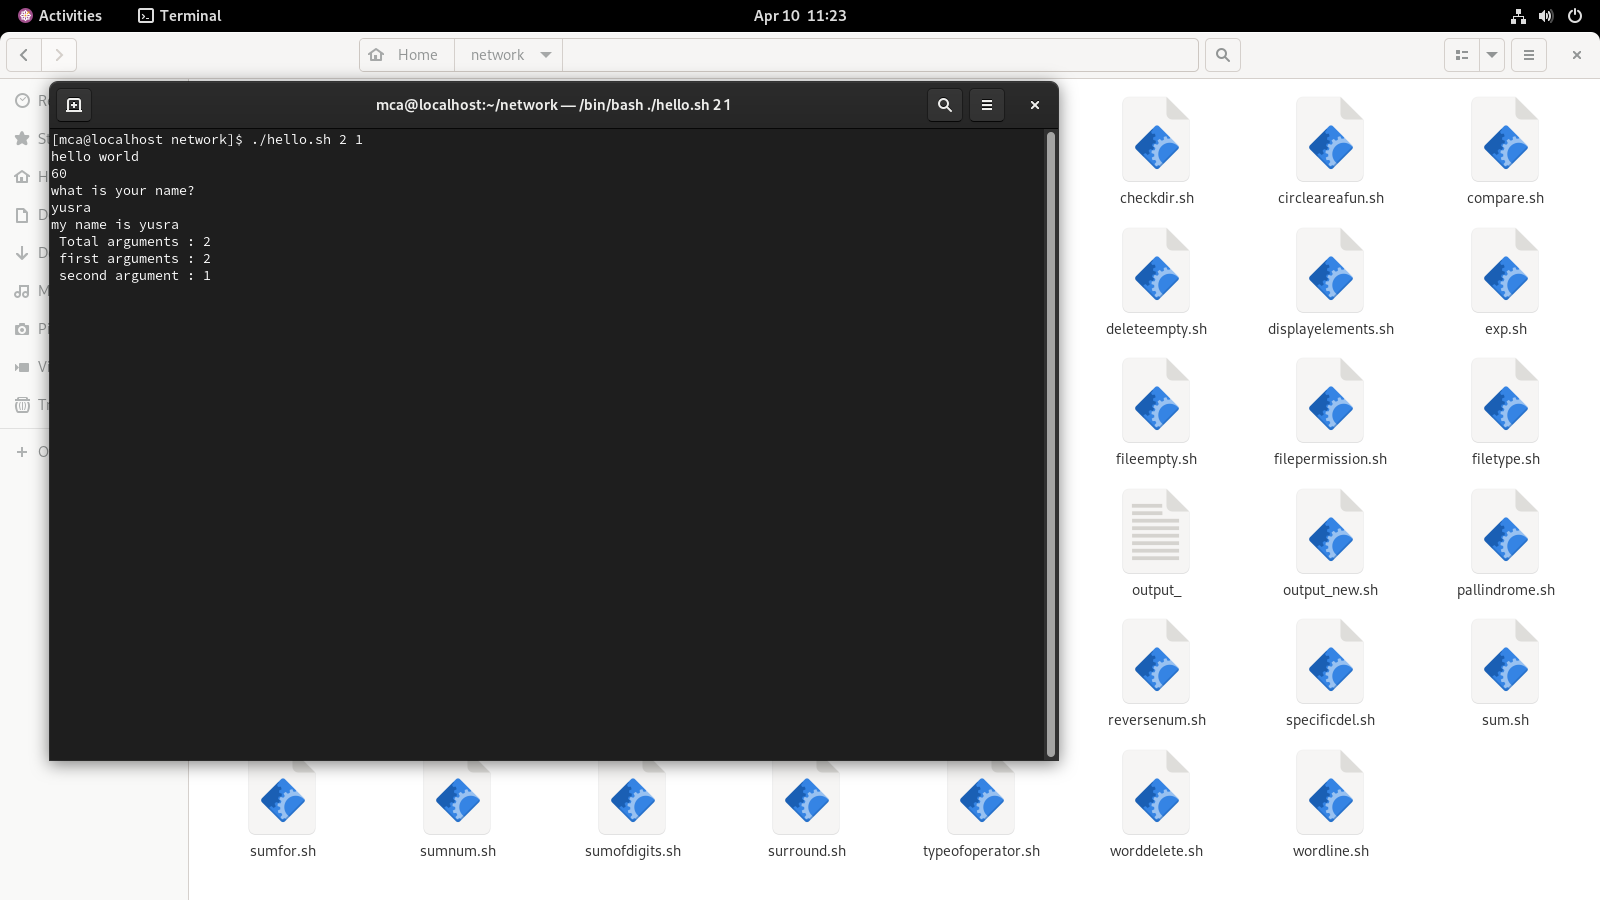 Activities
Terminal
Apr 10 11:23
Home
network
mca@localhost:~/network — /bin/bash ./hello.sh 2 1
[mca@localhost network]$ ./hello.sh 2 1
hello world
60
what is your name?
yusra
my name is yusra
Total arguments : 2
first arguments : 2
second argument : 1
checkdir.sh
circleareafun.sh
compare.sh
deleteempty.sh
displayelements.sh
exp.sh
fileempty.sh
filepermission.sh
filetype.sh
output_
output_new.sh
pallindrome.sh
reversenum.sh
specificdel.sh
sum.sh
sumfor.sh
sumnum.sh
sumofdigits.sh
surround.sh
typeofoperator.sh
worddelete.sh
wordline.sh